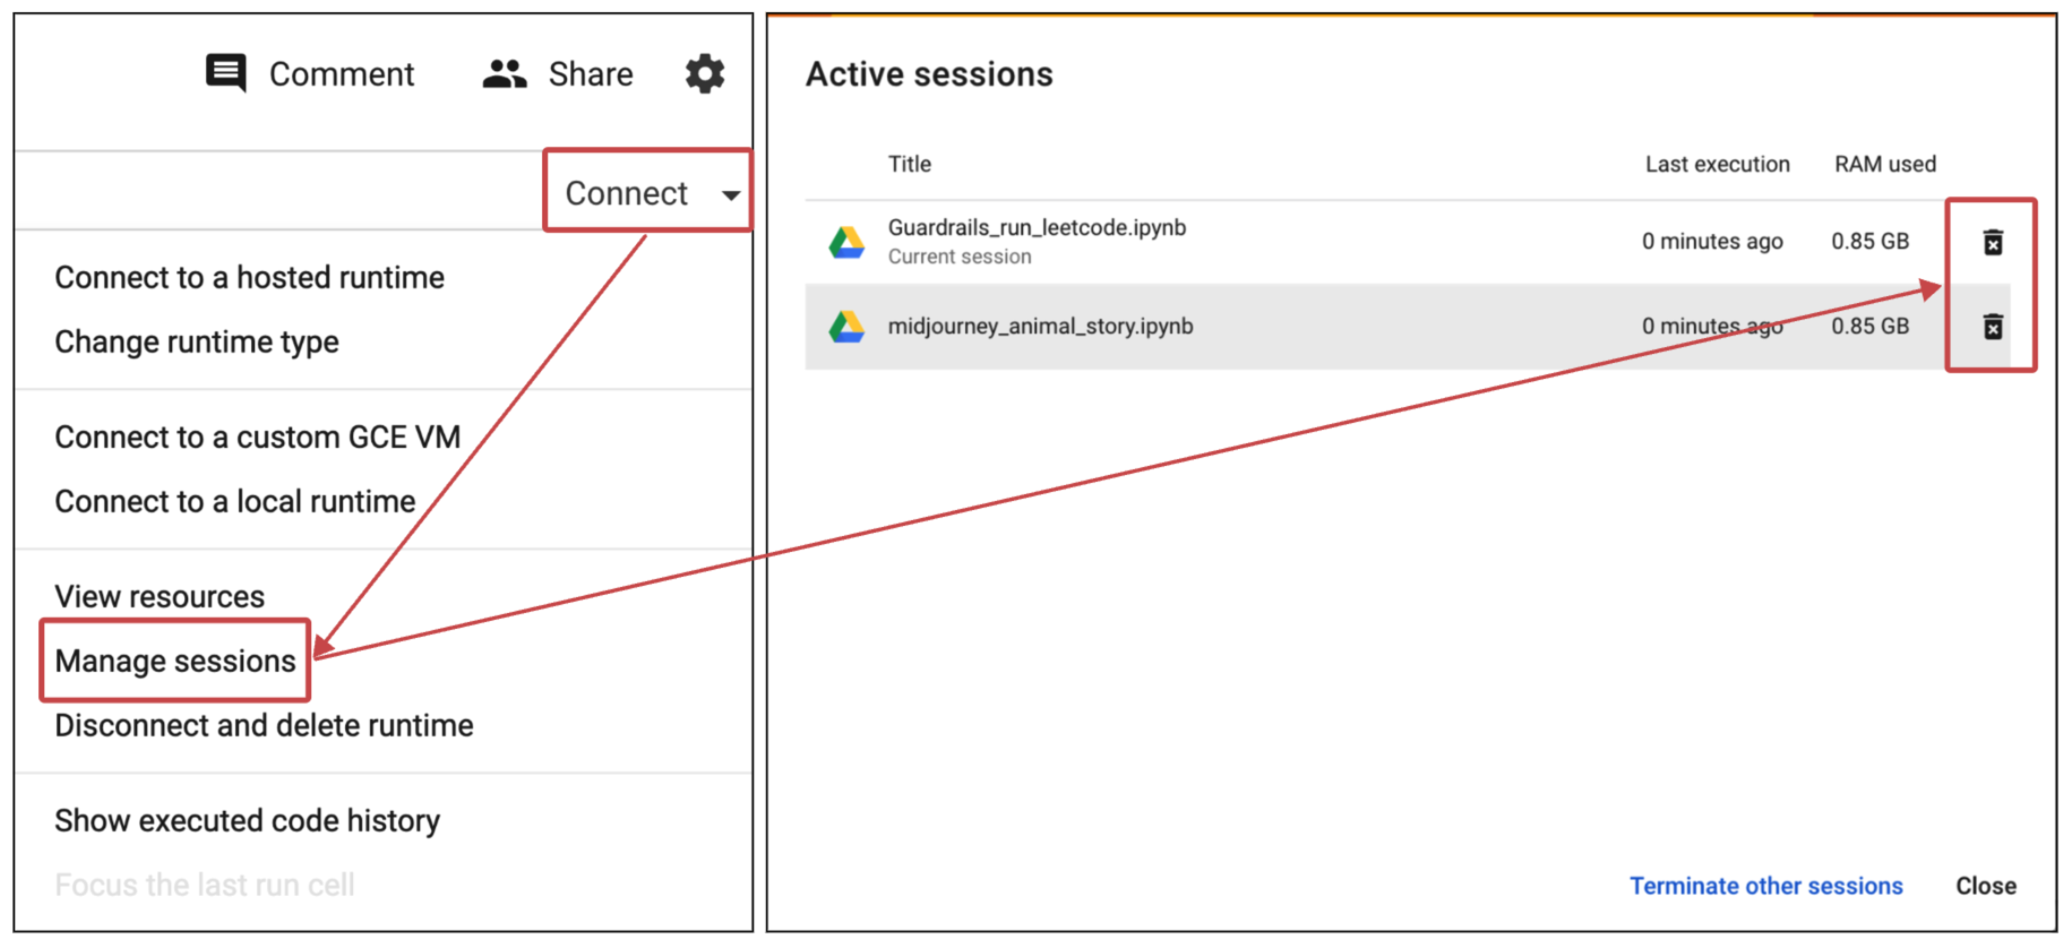 Comment Share
Connect
Connect to a hosted runtime
Change runtime type
Connect to a custom GCE VM
Connect to a local runtime
View resources
Manage sessions
Disconnect and delete runtime
Show executed code history
Focus the last run cell
Active sessions
Title Last execution RAM used
Guardrails_run_leetcode.ipynb 0 minutes ago 0.85 GB
Current session
midjourney_animal_story.ipynb 0 minutes ago 0.85 GB
Terminate other sessions Close